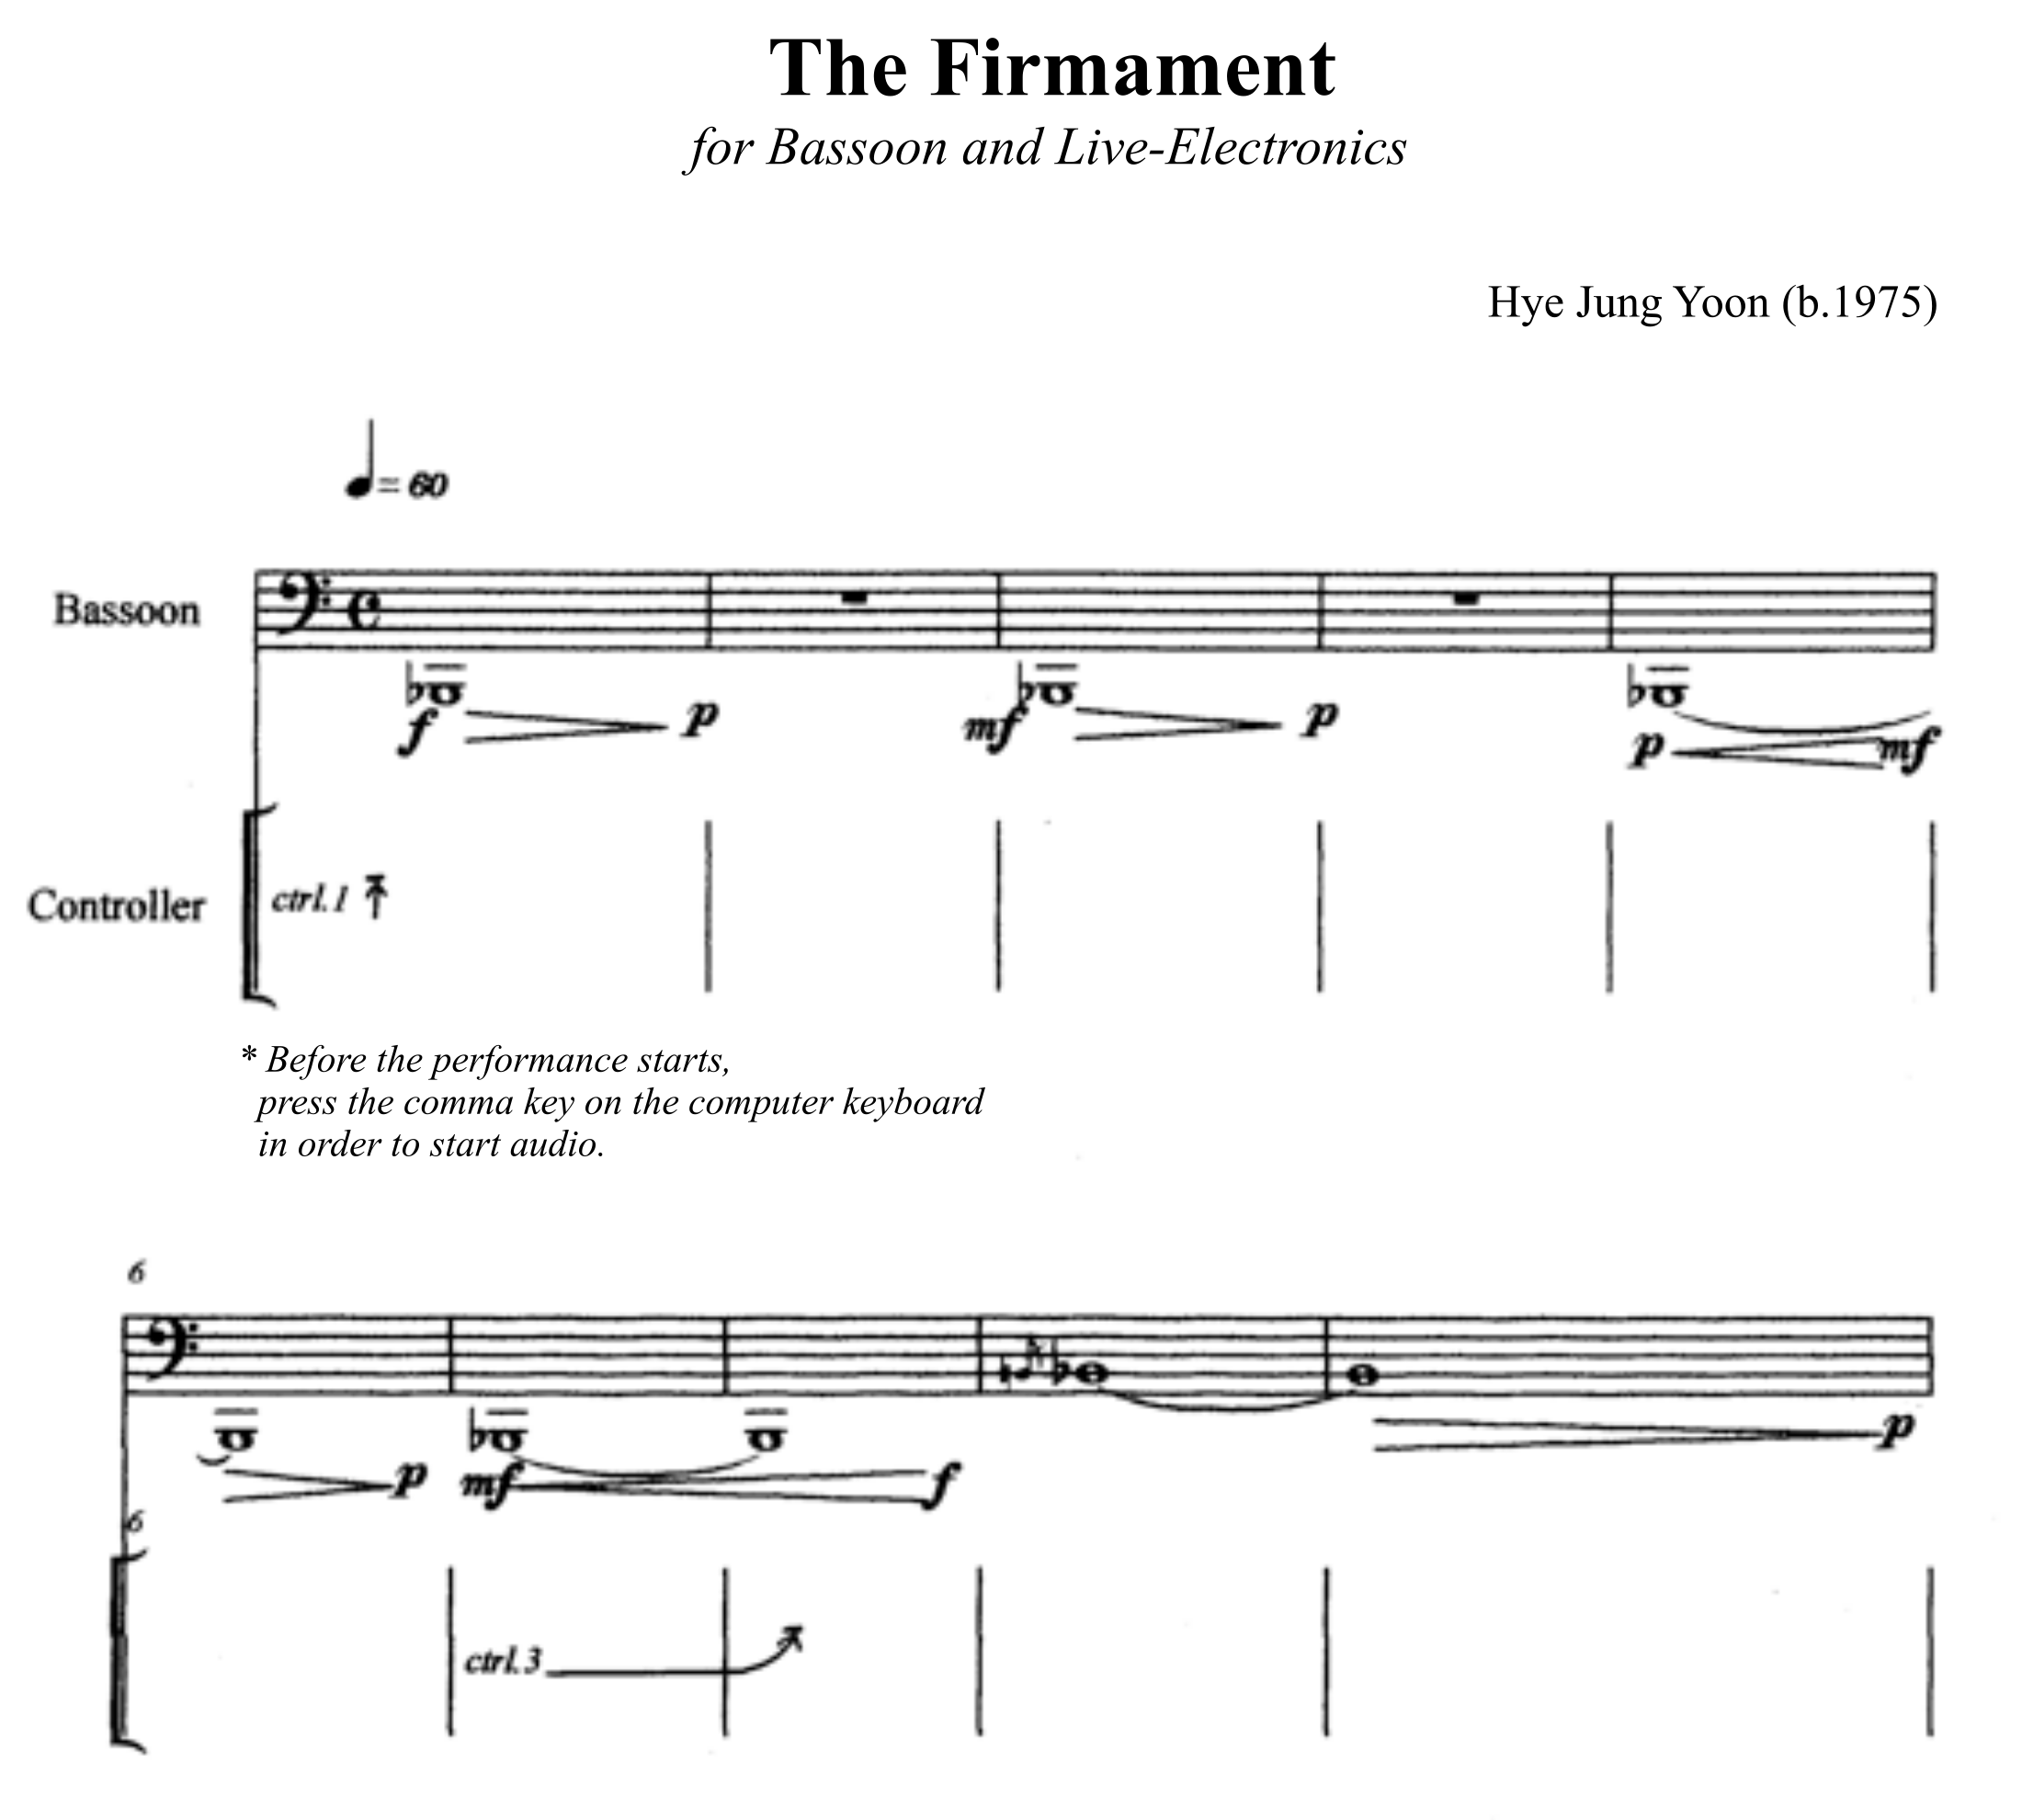 The Firmament
for Bassoon and Live-Electronics
Hye Jung Yoon (b.1975)
= 60
Bassoon
f p mf p p mf
Controller
ctrl.1
* Before the performance starts,
press the comma key on the computer keyboard
in order to start audio.
6
p mf f p
6
ctrl.3